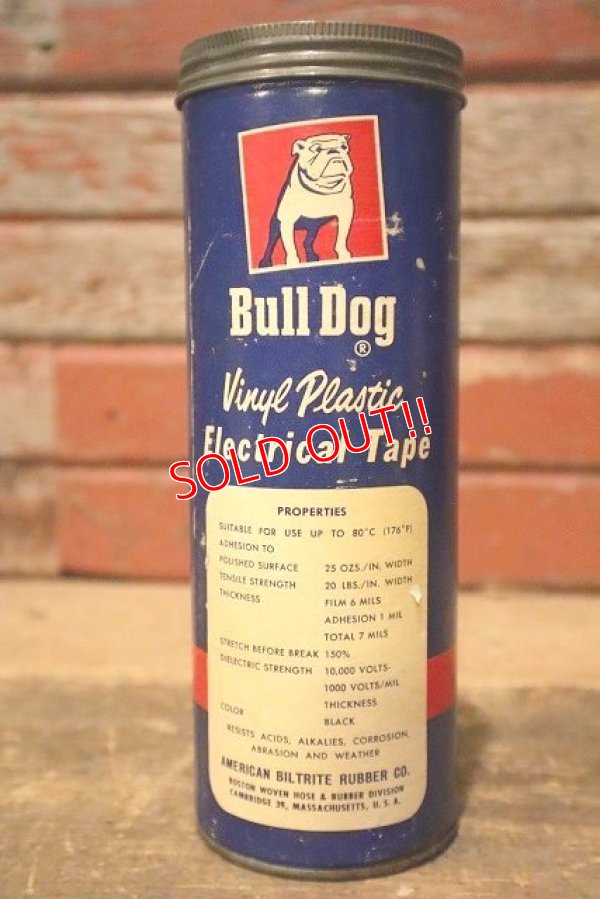 Bull Dog
®
Vinyl Plastic
SOLD OUT!!
Electrical Tape
PROPERTIES
SUITABLE FOR USE UP TO 80°C (176°F)
ADHESION TO
POLISHED SURFACE 25 OZS./IN. WIDTH
TENSILE STRENGTH 20 LBS./IN. WIDTH
THICKNESS FILM 6 MILS
ADHESION 1 MIL
TOTAL 7 MILS
STRETCH BEFORE BREAK 150%
DIELECTRIC STRENGTH 10,000 VOLTS-
1000 VOLTS/MIL
THICKNESS
COLOR BLACK
RESISTS ACIDS, ALKALIES, CORROSION,
ABRASION AND WEATHER
AMERICAN BILTRITE RUBBER CO.
BOSTON WOVEN HOSE & RUBBER DIVISION
CAMBRIDGE 39, MASSACHUSETTS, U. S. A.